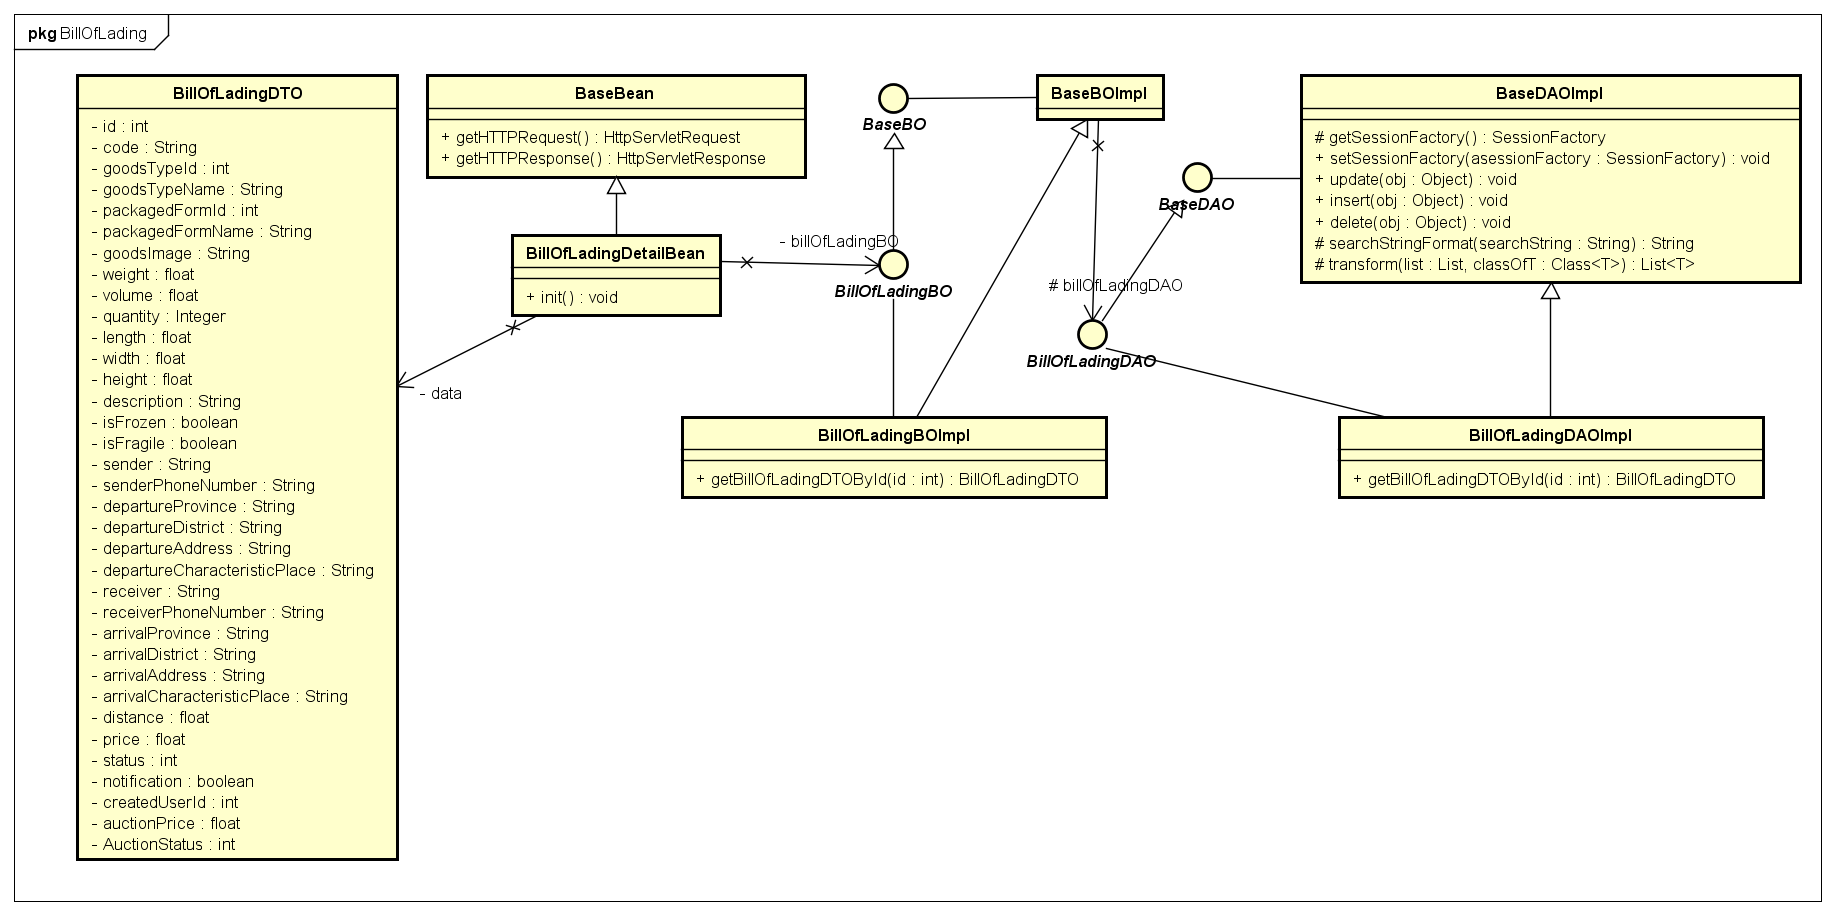 pkg BillOfLading
BillOfLadingDTO
- id : int
- code : String
- goodsTypeId : int
- goodsTypeName : String
- packagedFormId : int
- packagedFormName : String
- goodsImage : String
- weight : float
- volume : float
- quantity : Integer
- length : float
- width : float
- height : float
- description : String
- isFrozen : boolean
- isFragile : boolean
- sender : String
- senderPhoneNumber : String
- departureProvince : String
- departureDistrict : String
- departureAddress : String
- departureCharacteristicPlace : String
- receiver : String
- receiverPhoneNumber : String
- arrivalProvince : String
- arrivalDistrict : String
- arrivalAddress : String
- arrivalCharacteristicPlace : String
- distance : float
- price : float
- status : int
- notification : boolean
- createdUserId : int
- auctionPrice : float
- AuctionStatus : int
BaseBean
+ getHTTPRequest() : HttpServletRequest
+ getHTTPResponse() : HttpServletResponse
BillOfLadingDetailBean
+ init() : void
- data
- billOfLadingBO
BaseBO
BillOfLadingBO
BaseBOImpl
# billOfLadingDAO
BaseDAO
BillOfLadingDAO
BaseDAOImpl
# getSessionFactory() : SessionFactory
+ setSessionFactory(asessionFactory : SessionFactory) : void
+ update(obj : Object) : void
+ insert(obj : Object) : void
+ delete(obj : Object) : void
# searchStringFormat(searchString : String) : String
# transform(list : List, classOfT : Class<T>) : List<T>
BillOfLadingBOImpl
+ getBillOfLadingDTOById(id : int) : BillOfLadingDTO
BillOfLadingDAOImpl
+ getBillOfLadingDTOById(id : int) : BillOfLadingDTO